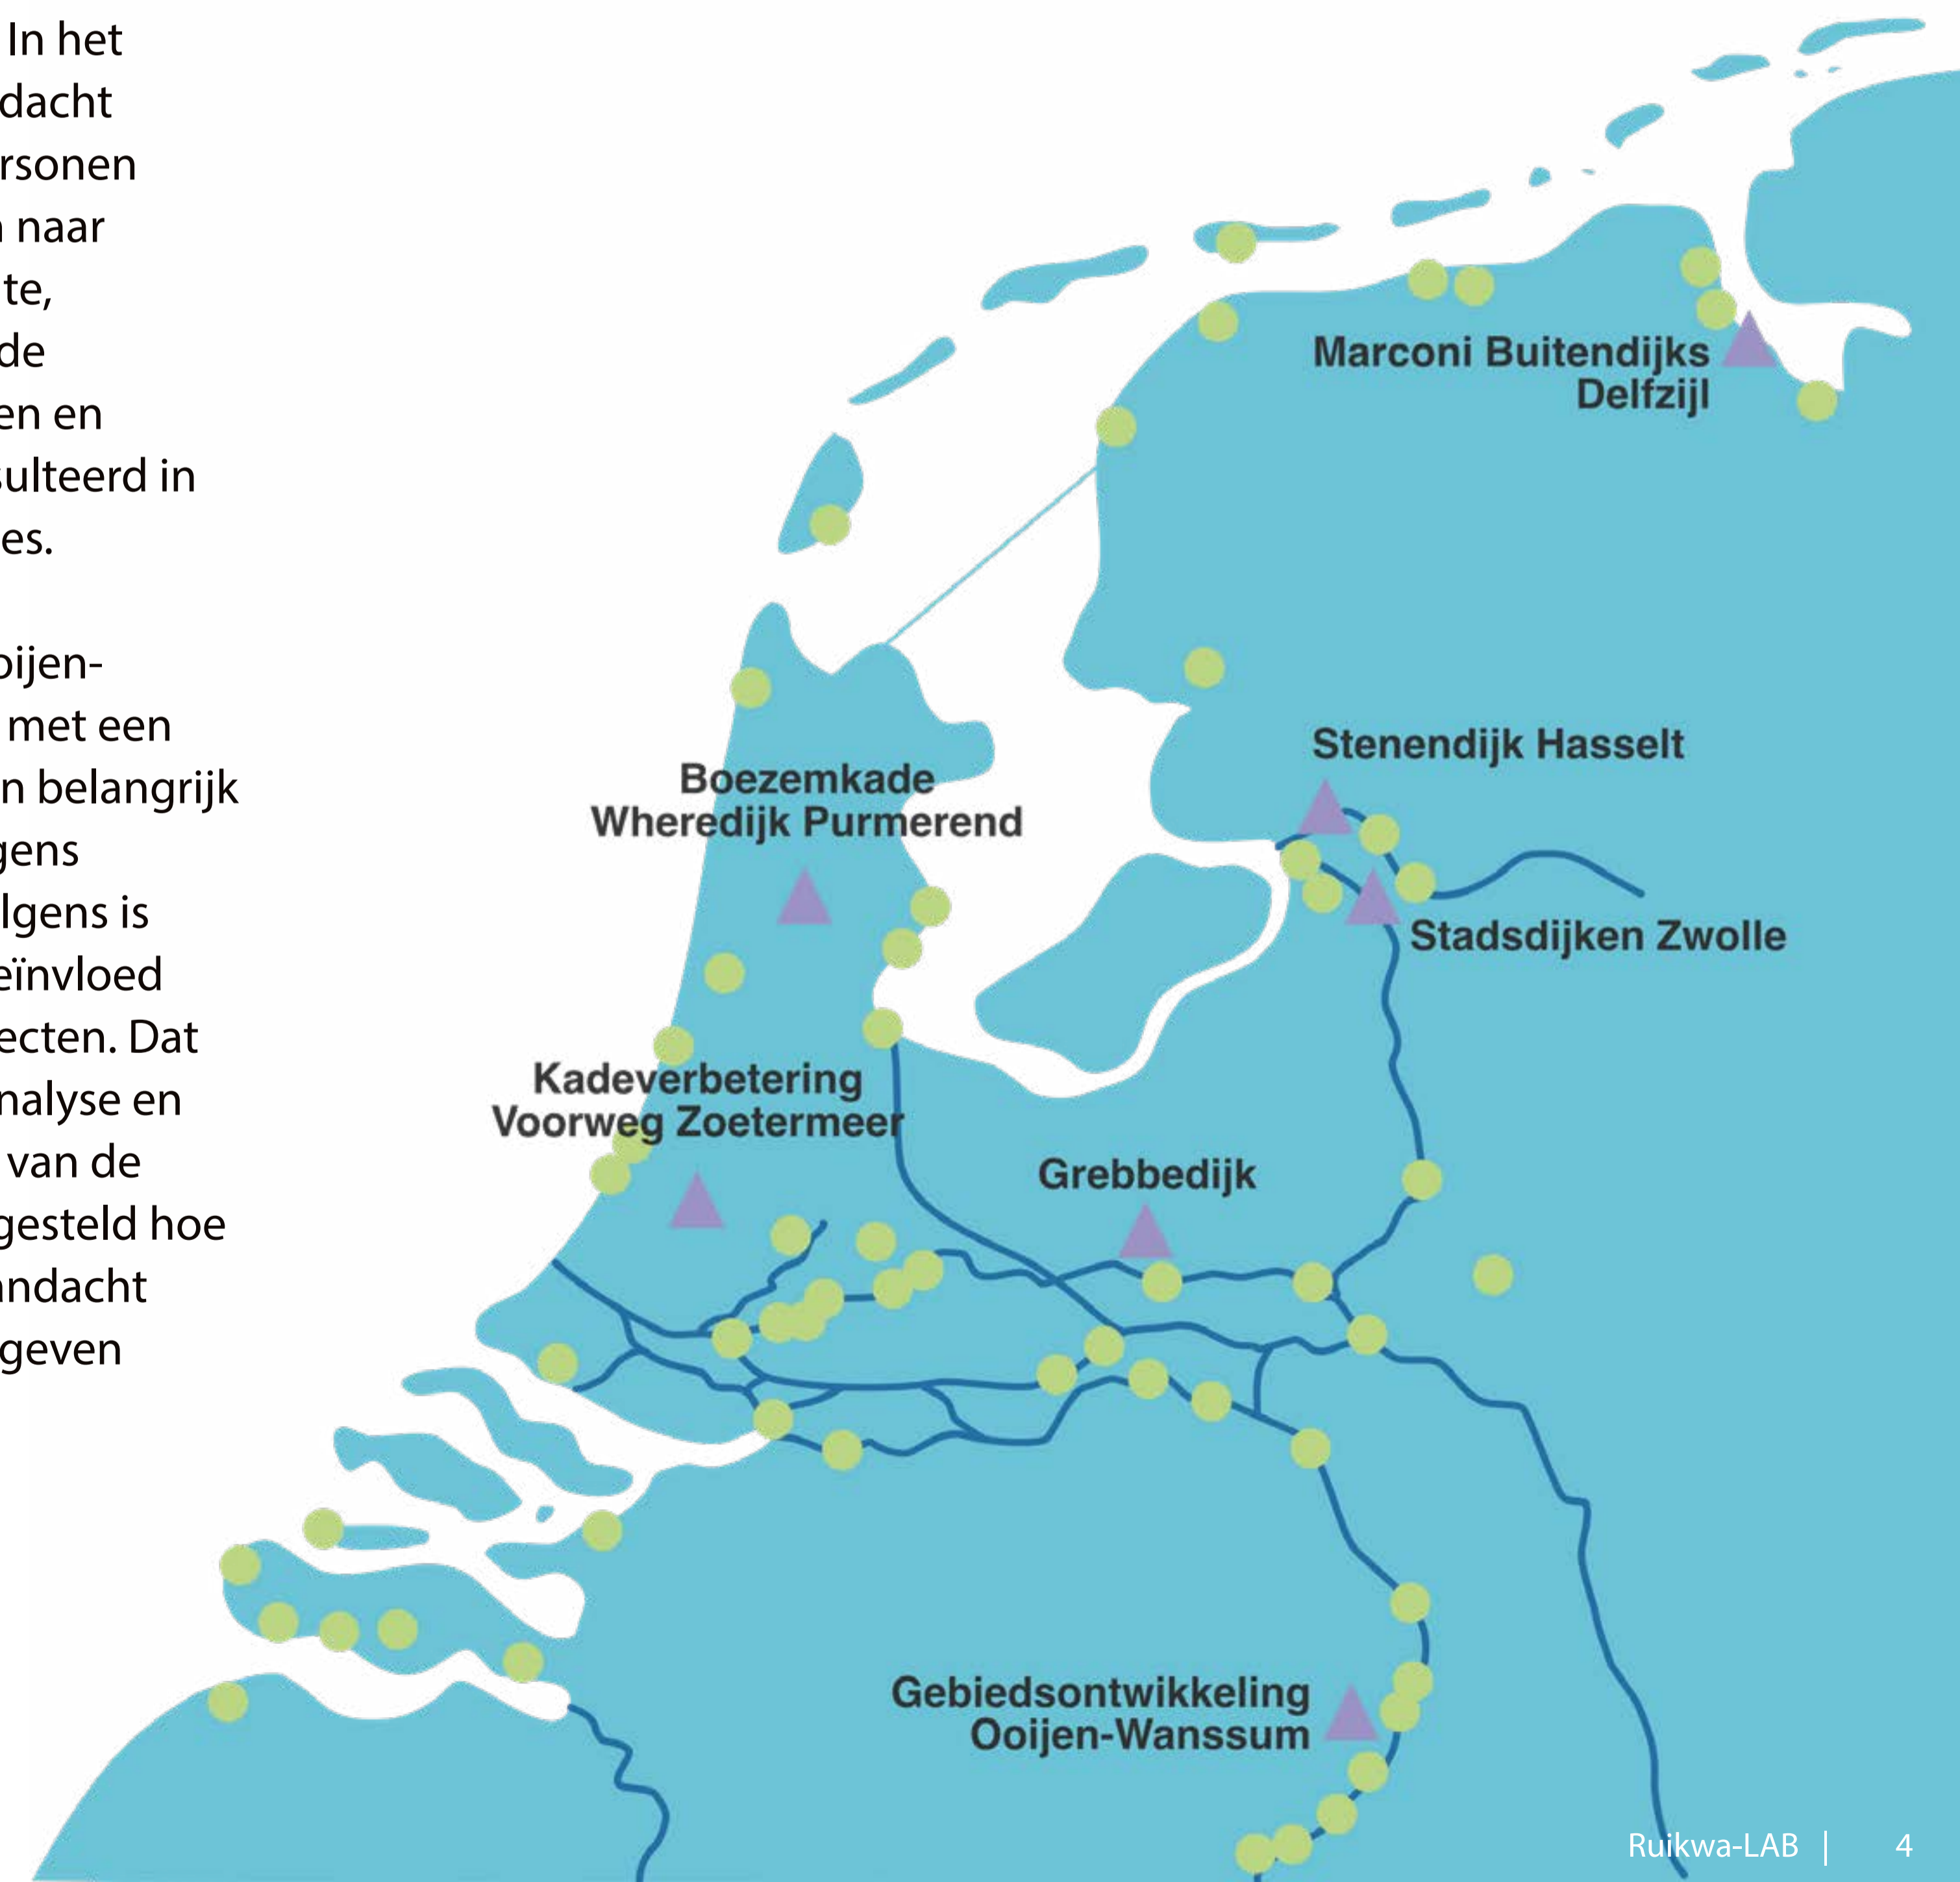 In het
dacht
rsonen
naar
te,
de
en en
sulteerd in
es.
oijen-
met een
n belangrijk
gens
lgens is
eïnvloed
ecten. Dat
nalyse en
van de
gesteld hoe
ndacht
geven
Marconi Buitendijks
Delfzijl
Stenendijk Hasselt
Boezemkade
Wheredijk Purmerend
Stadsdijken Zwolle
Kadeverbetering
Voorweg Zoetermeer
Grebbedijk
Gebiedsontwikkeling
Ooijen-Wanssum
Ruikwa-LAB | 4